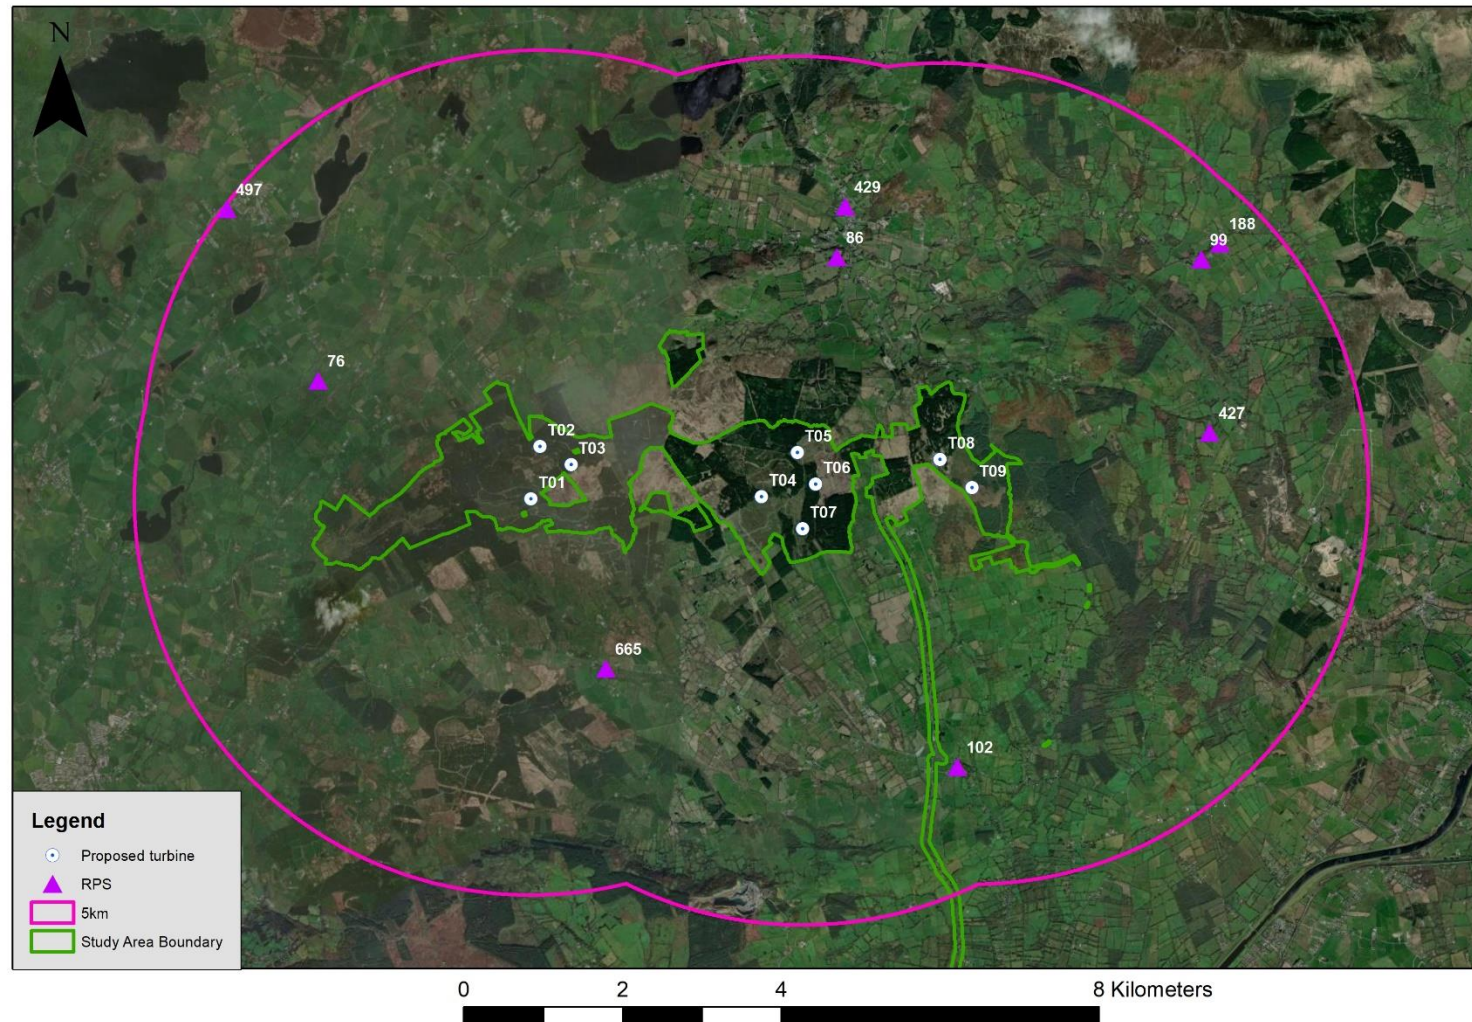 N
497
429
86
188
99
76
427
T02
T03
T01
T05
T06
T04
T07
T08
T09
665
102
Legend
Proposed turbine
RPS
5km
Study Area Boundary
0 2 4 8 Kilometers